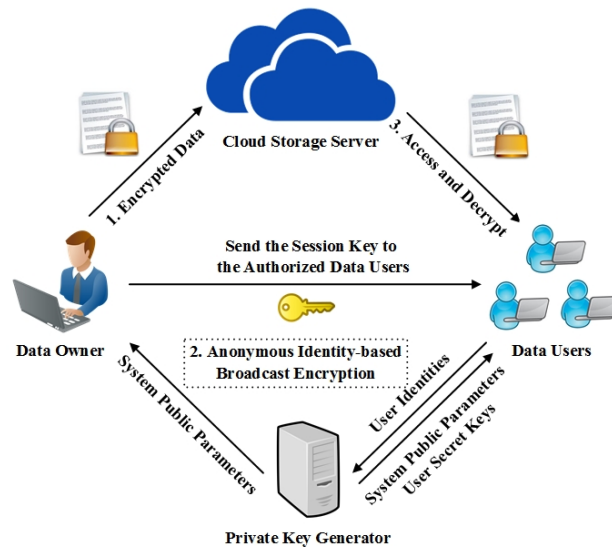 Cloud Storage Server
1. Encrypted Data
3. Access and Decrypt
Send the Session Key to
the Authorized Data Users
Data Owner
Data Users
2. Anonymous Identity-based
Broadcast Encryption
System Public Parameters
User Identities
System Public Parameters
User Secret Keys
Private Key Generator